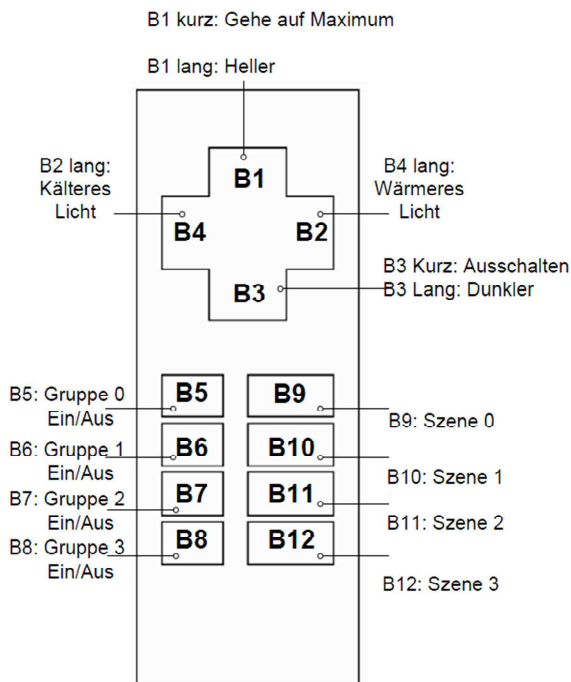 B1 kurz: Gehe auf Maximum
B1 lang: Heller
B2 lang:
Kälteres
Licht
B4 lang:
Wärmeres
Licht
B1
B4
B2
B3
B3 Kurz: Ausschalten
B3 Lang: Dunkler
B5: Gruppe 0
Ein/Aus
B5
B9
B9: Szene 0
B6: Gruppe 1
Ein/Aus
B6
B10
B10: Szene 1
B7: Gruppe 2
Ein/Aus
B7
B11
B11: Szene 2
B8: Gruppe 3
Ein/Aus
B8
B12
B12: Szene 3